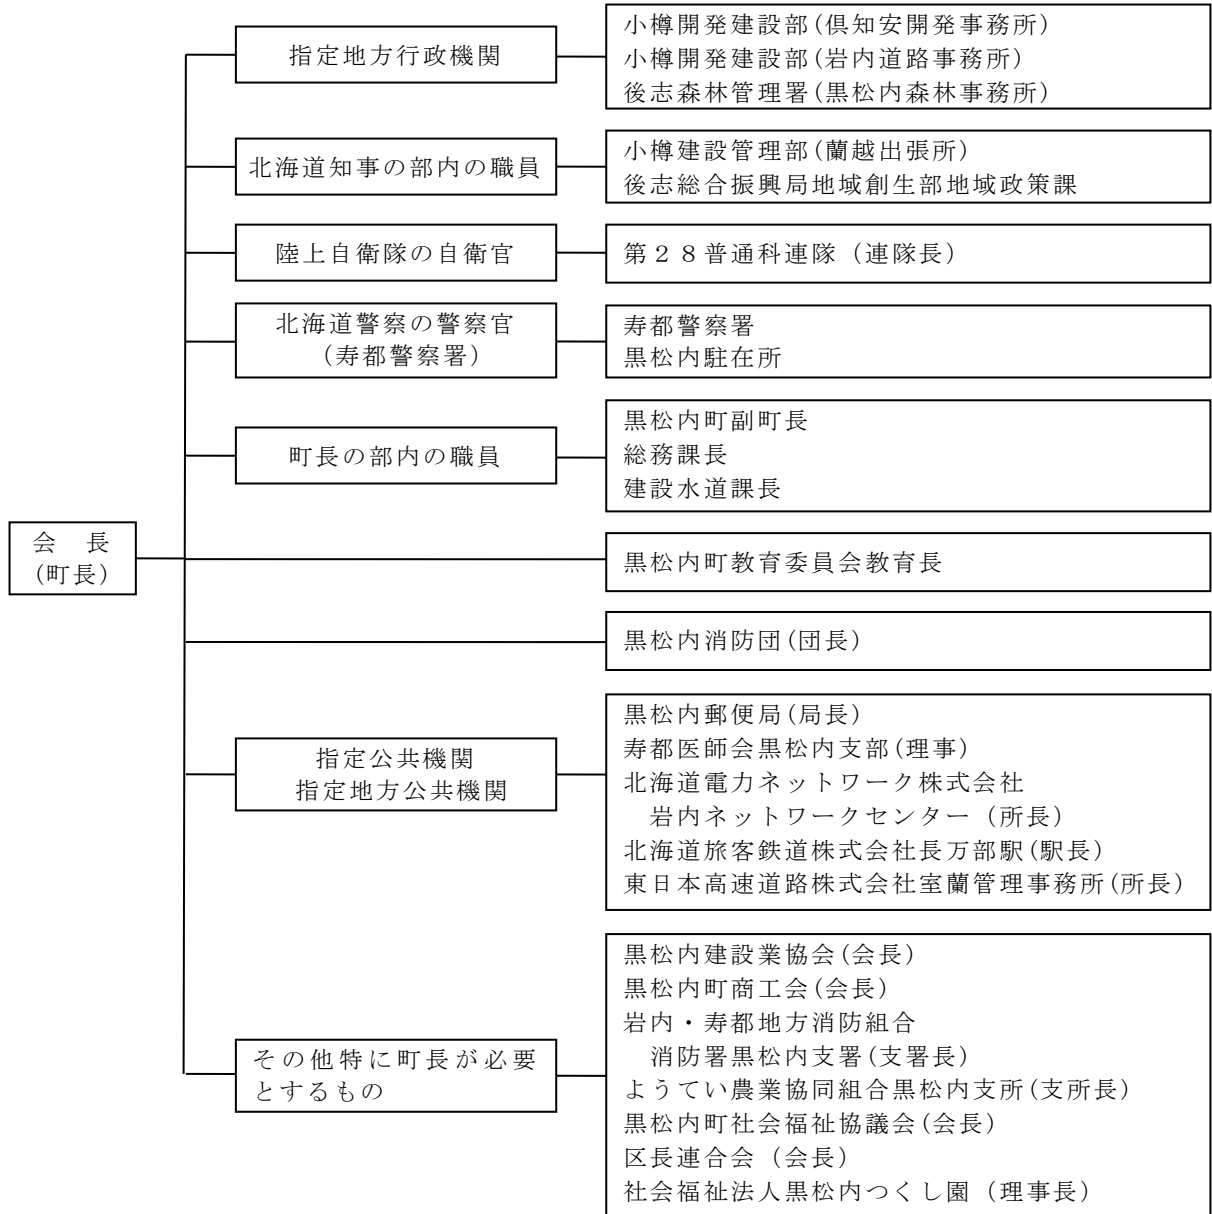 会　長
(町長)
指定地方行政機関
小樽開発建設部(倶知安開発事務所)
小樽開発建設部(岩内道路事務所)
後志森林管理署(黒松内森林事務所)
北海道知事の部内の職員
小樽建設管理部(蘭越出張所)
後志総合振興局地域創生部地域政策課
陸上自衛隊の自衛官
第２８普通科連隊（連隊長）
北海道警察の警察官
(寿都警察署)
寿都警察署
黒松内駐在所
町長の部内の職員
黒松内町副町長
総務課長
建設水道課長
黒松内町教育委員会教育長
黒松内消防団(団長)
指定公共機関
指定地方公共機関
黒松内郵便局(局長)
寿都医師会黒松内支部(理事)
北海道電力ネットワーク株式会社
岩内ネットワークセンター（所長）
北海道旅客鉄道株式会社長万部駅(駅長)
東日本高速道路株式会社室蘭管理事務所(所長)
その他特に町長が必要
とするもの
黒松内建設業協会(会長)
黒松内町商工会(会長)
岩内・寿都地方消防組合
消防署黒松内支署(支署長)
ようてい農業協同組合黒松内支所(支所長)
黒松内町社会福祉協議会(会長)
区長連合会（会長）
社会福祉法人黒松内つくし園（理事長）